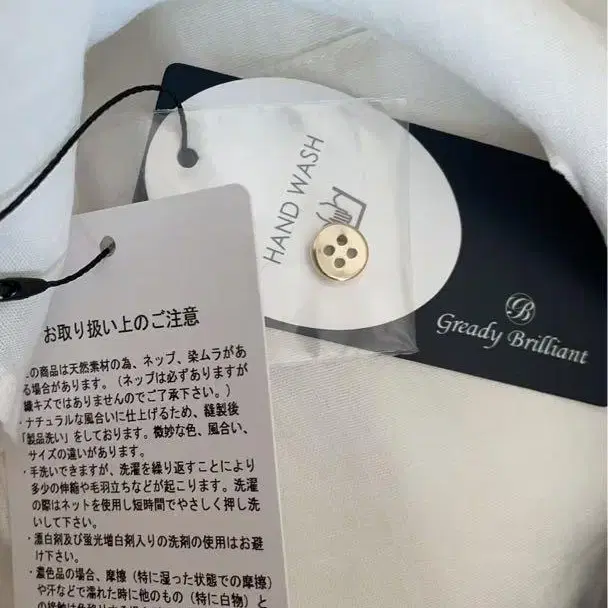 HAND WASH
B
Gready Brilliant
お取り扱い上のご注意
の商品は天然素材の為、ネップ、染ムラがあ
る場合があります。（ネップは必ずありますが
織キズではありませんのでご了承下さい。）
・ナチュラルな風合いに仕上げるため、縫製後
「製品洗い」をしております。微妙な色、風合い、
サイズの違いがあります。
・手洗いできますが、洗濯を繰り返すことにより
多少の伸縮や毛羽立ちなどが起こります。洗濯
の際はネットを使用し短時間でやさしく押し洗
いして下さい。
・漂白剤及び蛍光増白剤入りの洗剤の使用はお避
け下さい。
・濃色品の場合、摩擦（特に湿った状態での摩擦）
や汗などで濡れた時に他のもの（特に白物）と